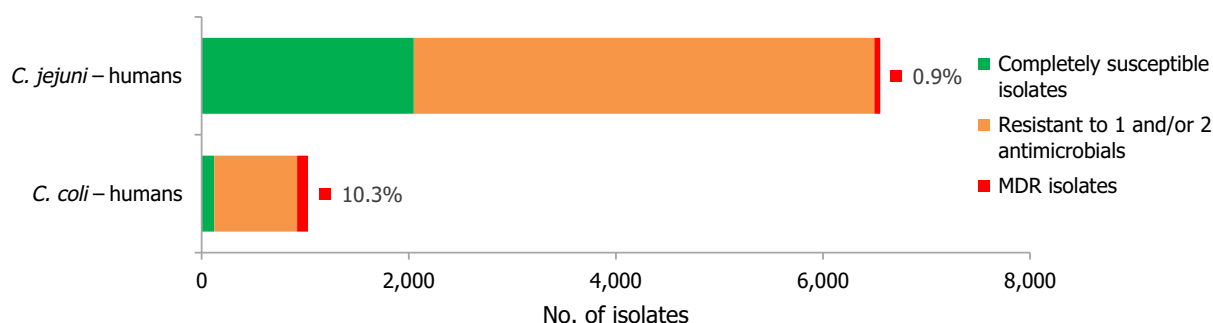 C. jejuni – humans
0.9%
C. coli – humans
10.3%
Completely susceptible
isolates
Resistant to 1 and/or 2
antimicrobials
MDR isolates
0
2,000
4,000
6,000
8,000
No. of isolates